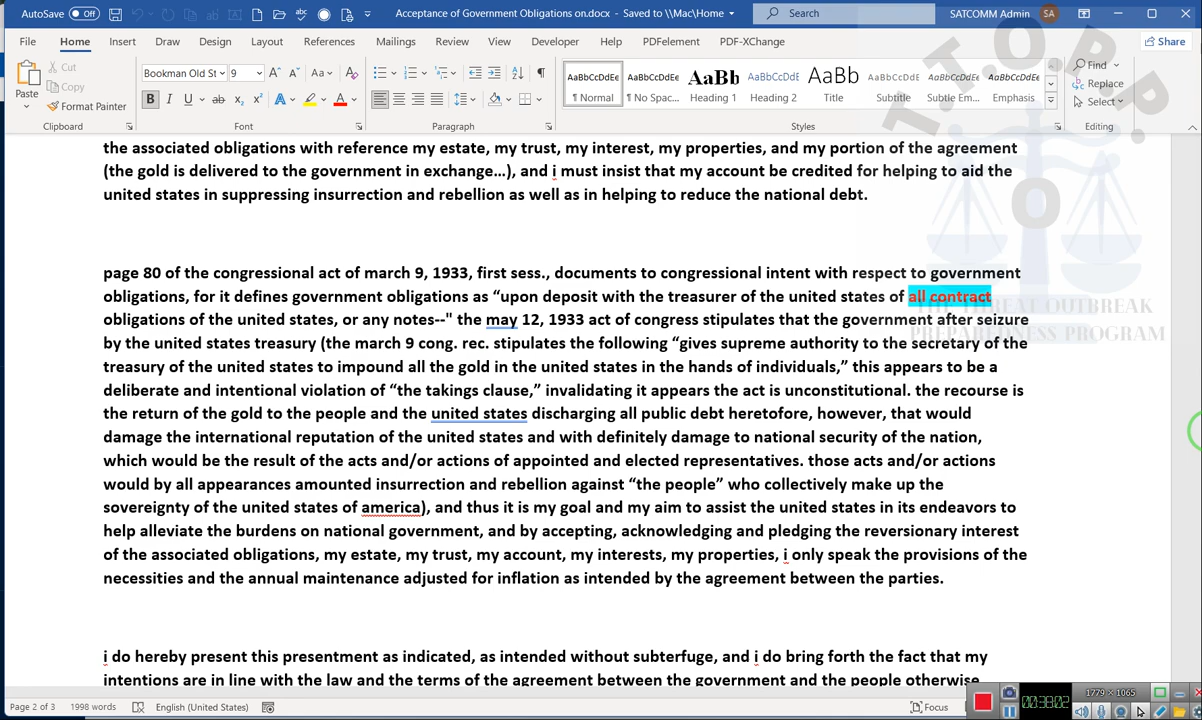 AutoSave Off
Acceptance of Government Obligations on.docx - Saved to \\Mac\Home
Search
SATCOMM Admin SA
File Home Insert Draw Design Layout References Mailings Review View Developer Help PDFelement PDF-XChange
Share
Paste
Cut
Copy
Format Painter
Clipboard
Bookman Old St 9
Font
Paragraph
AaBbCcDdEe AaBbCcDdEe AaBb AaBbCcDdEe AaBb AaBbCcDdEe AaBbCcDdEe AaBbCcDdEe
¶ Normal ¶ No Spac... Heading 1 Heading 2 Title Subtitle Subtle Em... Emphasis
Styles
Find
Replace
Select
Editing
T.T.O.P.P.
O
THE TRIBAL OUTBREAK
PREPAREDNESS PROGRAM
the associated obligations with reference my estate, my trust, my interest, my properties, and my portion of the agreement
(the gold is delivered to the government in exchange...), and i must insist that my account be credited for helping to aid the
united states in suppressing insurrection and rebellion as well as in helping to reduce the national debt.
page 80 of the congressional act of march 9, 1933, first sess., documents to congressional intent with respect to government
obligations, for it defines government obligations as “upon deposit with the treasurer of the united states of all contract
obligations of the united states, or any notes--" the may 12, 1933 act of congress stipulates that the government after seizure
by the united states treasury (the march 9 cong. rec. stipulates the following “gives supreme authority to the secretary of the
treasury of the united states to impound all the gold in the united states in the hands of individuals,” this appears to be a
deliberate and intentional violation of “the takings clause,” invalidating it appears the act is unconstitutional. the recourse is
the return of the gold to the people and the united states discharging all public debt heretofore, however, that would
damage the international reputation of the united states and with definitely damage to national security of the nation,
which would be the result of the acts and/or actions of appointed and elected representatives. those acts and/or actions
would by all appearances amounted insurrection and rebellion against “the people” who collectively make up the
sovereignty of the united states of america), and thus it is my goal and my aim to assist the united states in its endeavors to
help alleviate the burdens on national government, and by accepting, acknowledging and pledging the reversionary interest
of the associated obligations, my estate, my trust, my account, my interests, my properties, i only speak the provisions of the
necessities and the annual maintenance adjusted for inflation as intended by the agreement between the parties.
i do hereby present this presentment as indicated, as intended without subterfuge, and i do bring forth the fact that my
intentions are in line with the law and the terms of the agreement between the government and the people otherwise
Page 2 of 3 1998 words English (United States) Focus
1779 × 1065
00:38:02